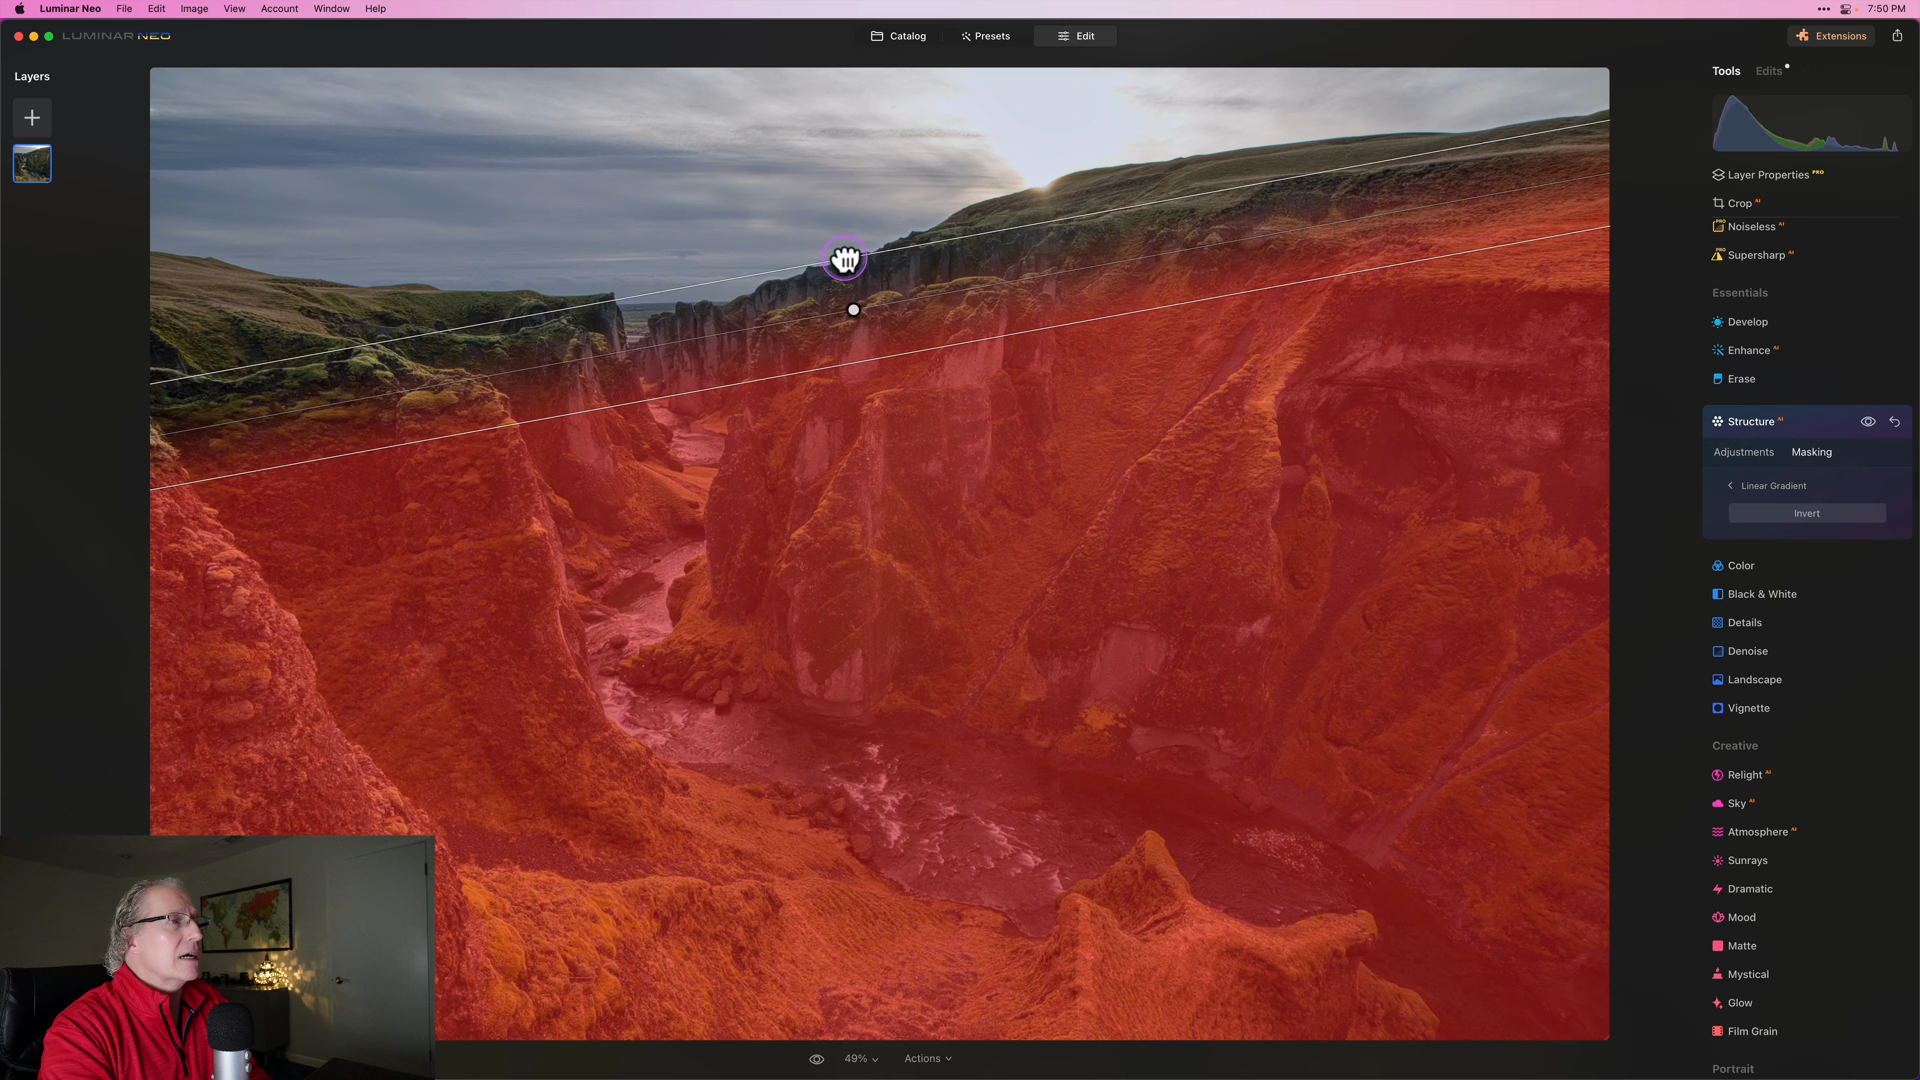 Luminar Neo File Edit Image View Account Window Help 7:50 PM
LUMINAR NEO Catalog Presets Edit Extensions
Layers
Tools Edits
Layer Properties PRO
Crop AI
PRO Noiseless AI
PRO Supersharp AI
Essentials
Develop
Enhance AI
Erase
Structure AI
Adjustments Masking
Linear Gradient
Invert
Color
Black & White
Details
Denoise
Landscape
Vignette
Creative
Relight AI
Sky AI
Atmosphere AI
Sunrays
Dramatic
Mood
Matte
Mystical
Glow
Film Grain
49% Actions
Portrait